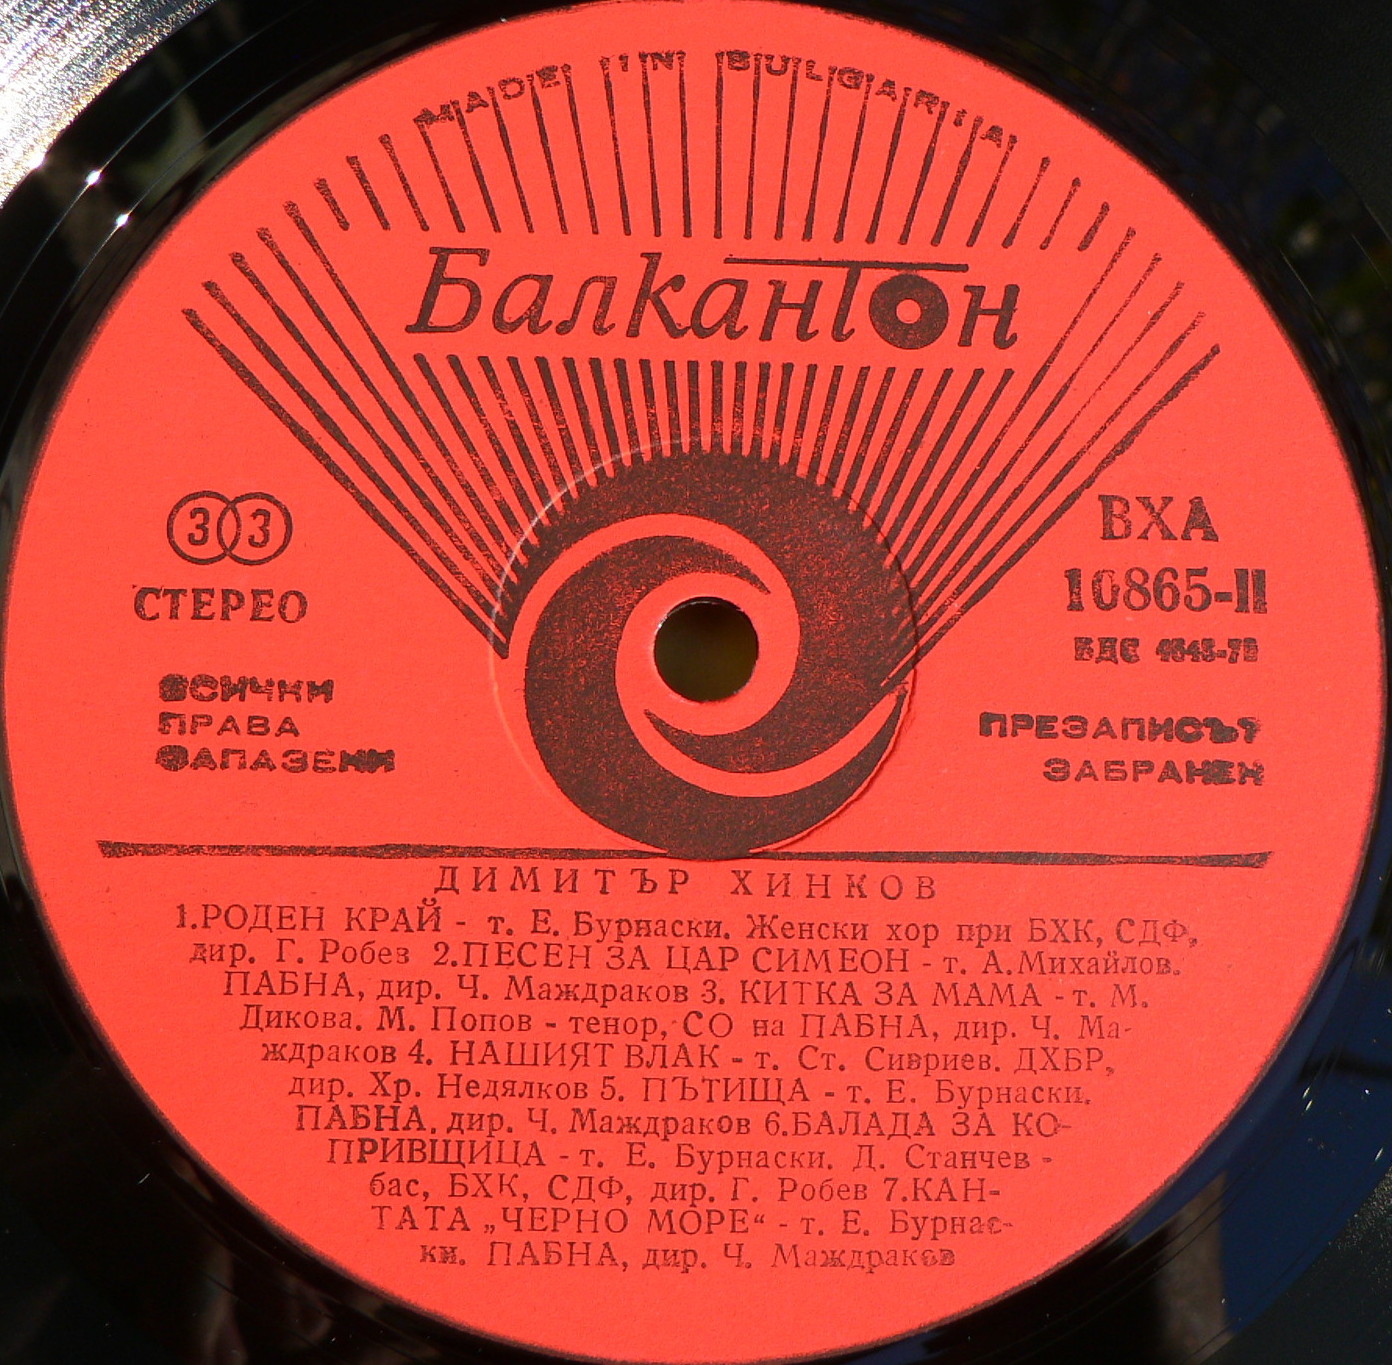 MADE IN BULGARIA
Балкантон
33
СТЕРЕО
ВХА
10865-II
ВСИЧКИ
ПРАВА
ЗАПАЗЕНИ
БДС
ПРЕЗАПИСЪТ
ЗАБРАНЕН
ДИМИТЪР ХИНКОВ
1.РОДЕН КРАЙ - т. Е. Бурнаски. Женски хор при БХК, СДФ,
дир. Г. Робев 2.ПЕСЕН ЗА ЦАР СИМЕОН - т. А.Михайлов.
ПАБНА, дир. Ч. Маждраков 3. КИТКА ЗА МАМА - т. М.
Дикова. М. Попов - тенор, СО на ПАБНА, дир. Ч. Ма-
ждраков 4. НАШИЯТ ВЛАК - т. Ст. Сивриев. ДХБР,
дир. Хр. Недялков 5. ПЪТИЩА - т. Е. Бурнаски.
ПАБНА, дир. Ч. Маждраков 6.БАЛАДА ЗА КО-
ПРИВЩИЦА - т. Е. Бурнаски. Д. Станчев -
бас, БХК, СДФ, дир. Г. Робев 7.КАН-
ТАТА „ЧЕРНО МОРЕ“ - т. Е. Бурнас-
ки. ПАБНА, дир. Ч. Маждраков